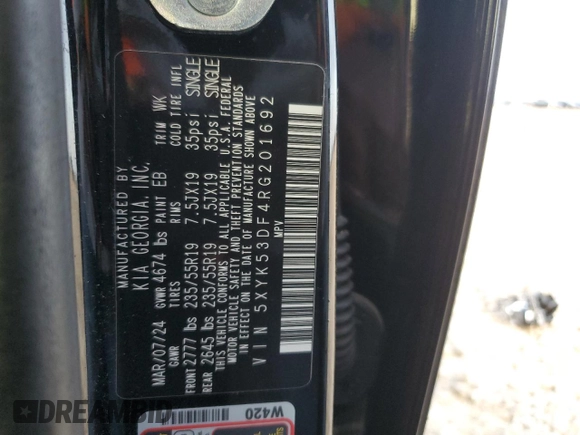 MANUFACTURED BY
KIA GEORGIA, INC.
MAR/07/24 GVWR 4674 lbs PAINT EB TRIM WK
GAWR TIRES RIMS COLD TIRE INFL
FRONT 2777 lbs 235/55R19 7.5JX19 35psi SINGLE
REAR 2645 lbs 235/55R19 7.5JX19 35psi SINGLE
THIS VEHICLE CONFORMS TO ALL APPLICABLE U.S.A. FEDERAL
MOTOR VEHICLE SAFETY AND THEFT PREVENTION STANDARDS
IN EFFECT ON THE DATE OF MANUFACTURE SHOWN ABOVE
VIN 5XYK53DF4RG201692
MPV
W420
DREAMBID